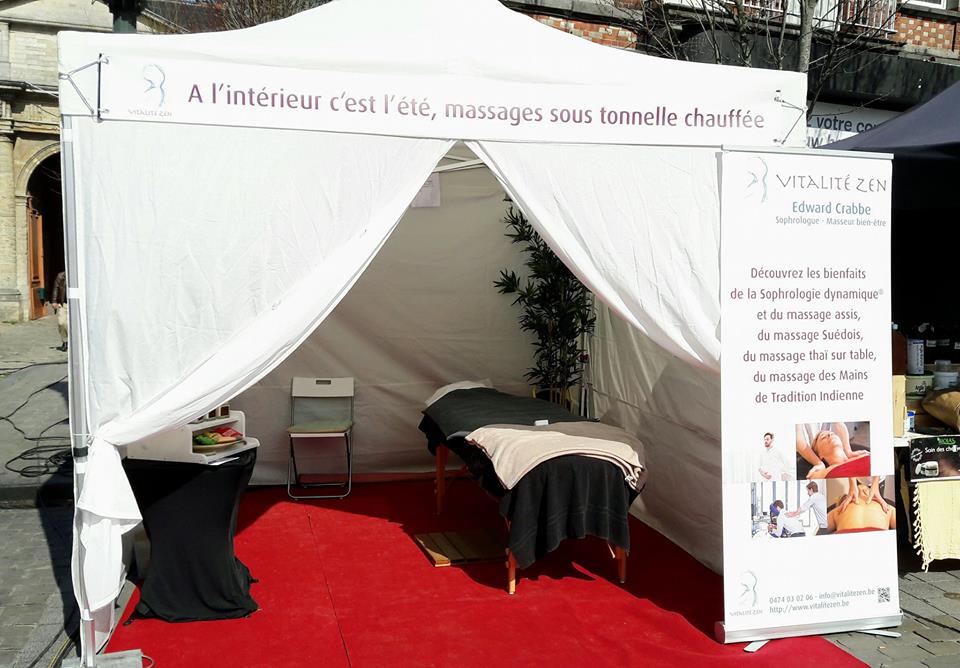 VITALITÉ ZEN
A l'intérieur c'est l'été, massages sous tonnelle chauffée
votre co
VITALITÉ ZEN
Edward Crabbe
Sophrologue - Masseur bien-être
Découvrez les bienfaits
de la Sophrologie dynamique®
et du massage assis,
du massage Suédois,
du massage thaï sur table,
du massage des Mains
de Tradition Indienne
VITALITÉ ZEN
0474 03 02 06 - info@vitalitezen.be
http://www.vitalitezen.be
Soin des